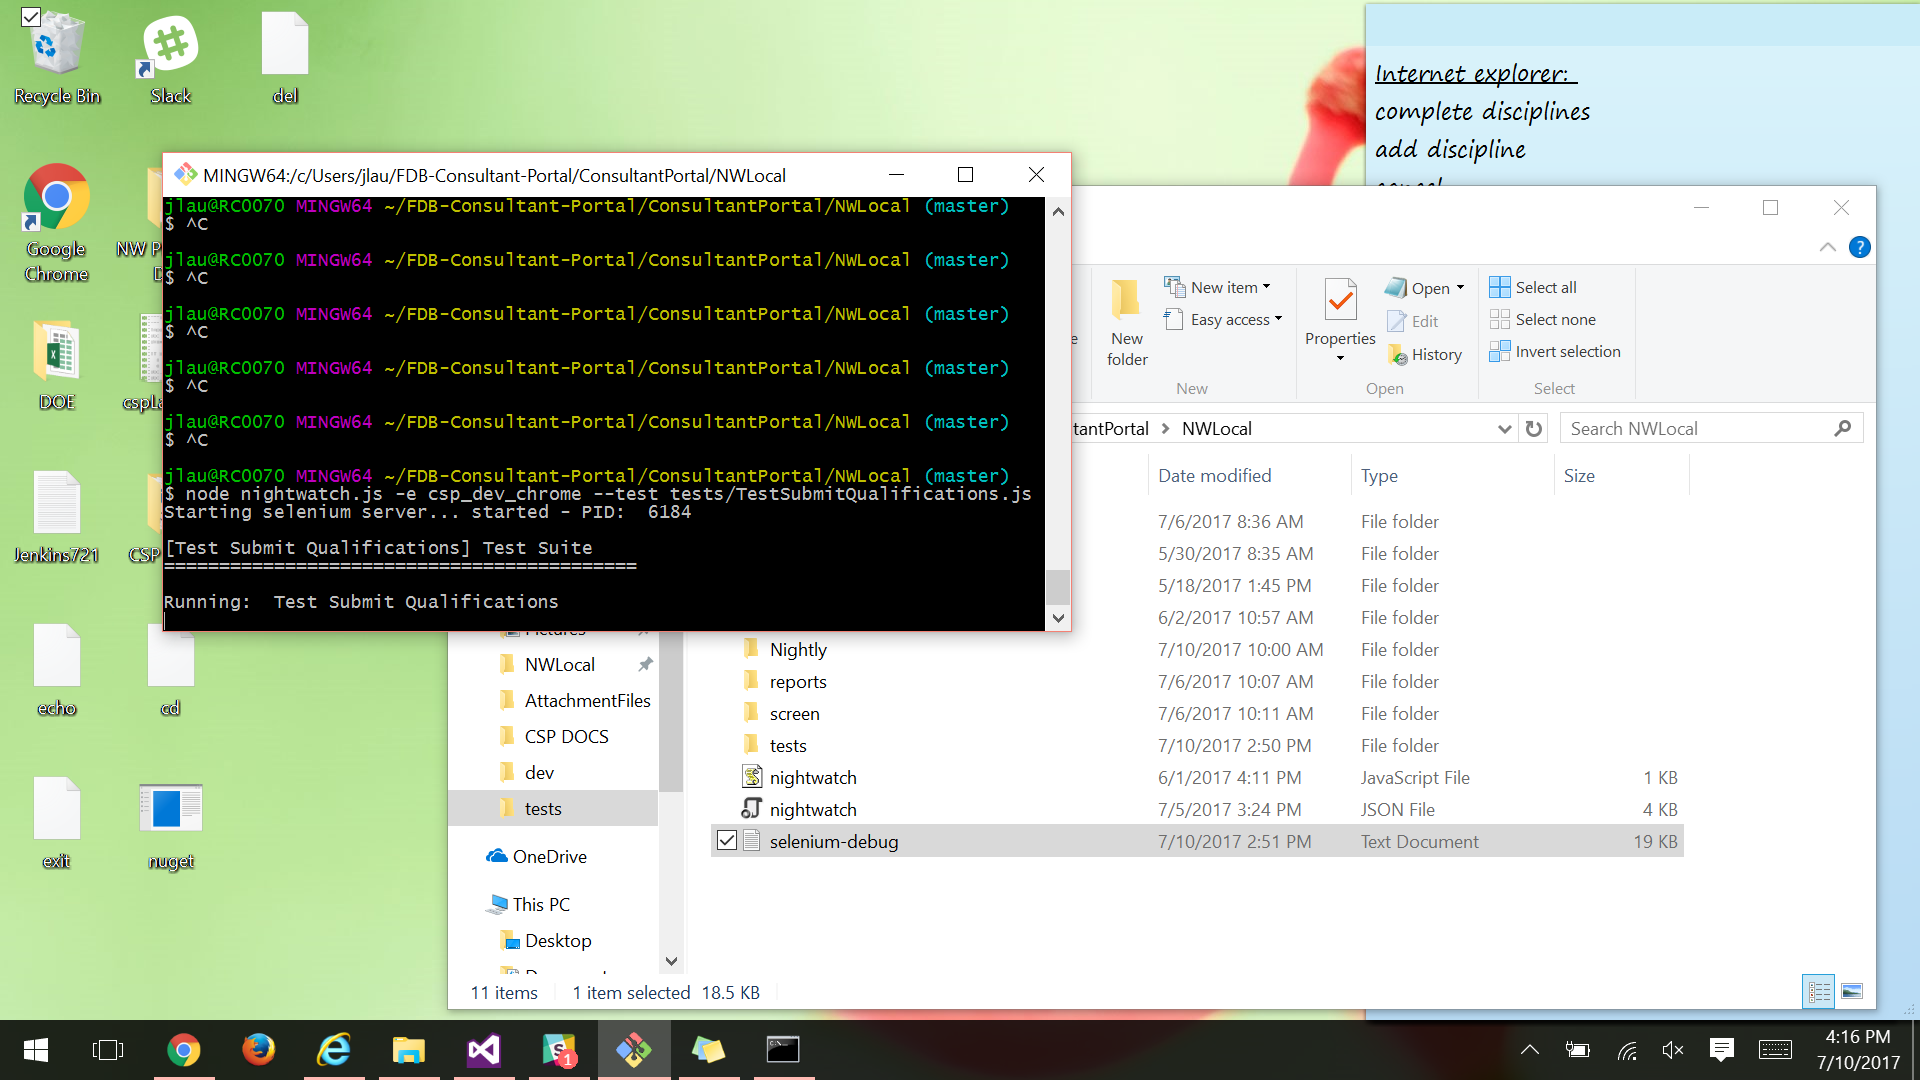 Recycle Bin
Slack
del
Google
Chrome
DOE
Jenkins721
echo
cd
exit
nuget
MINGW64:/c/Users/jlau/FDB-Consultant-Portal/ConsultantPortal/NWLocal
jlau@RC0070 MINGW64 ~/FDB-Consultant-Portal/ConsultantPortal/NWLocal (master)
$ ^C
jlau@RC0070 MINGW64 ~/FDB-Consultant-Portal/ConsultantPortal/NWLocal (master)
$ ^C
jlau@RC0070 MINGW64 ~/FDB-Consultant-Portal/ConsultantPortal/NWLocal (master)
$ ^C
jlau@RC0070 MINGW64 ~/FDB-Consultant-Portal/ConsultantPortal/NWLocal (master)
$ ^C
jlau@RC0070 MINGW64 ~/FDB-Consultant-Portal/ConsultantPortal/NWLocal (master)
$ ^C
jlau@RC0070 MINGW64 ~/FDB-Consultant-Portal/ConsultantPortal/NWLocal (master)
$ node nightwatch.js -e csp_dev_chrome --test tests/TestSubmitQualifications.js
Starting selenium server... started - PID:  6184
[Test Submit Qualifications] Test Suite
===========================================
Running:  Test Submit Qualifications
Internet explorer:
complete disciplines
add discipline
cancel
New folder
New item
Easy access
New
Properties
Open
Edit
History
Open
Select all
Select none
Invert selection
Select
tantPortal > NWLocal
Search NWLocal
Date modified Type Size
7/6/2017 8:36 AM File folder
5/30/2017 8:35 AM File folder
5/18/2017 1:45 PM File folder
6/2/2017 10:57 AM File folder
Nightly 7/10/2017 10:00 AM File folder
reports 7/6/2017 10:07 AM File folder
screen 7/6/2017 10:11 AM File folder
tests 7/10/2017 2:50 PM File folder
nightwatch 6/1/2017 4:11 PM JavaScript File 1 KB
nightwatch 7/5/2017 3:24 PM JSON File 4 KB
selenium-debug 7/10/2017 2:51 PM Text Document 19 KB
Pictures
NWLocal
AttachmentFiles
CSP DOCS
dev
tests
OneDrive
This PC
Desktop
11 items 1 item selected 18.5 KB
1
4:16 PM
7/10/2017